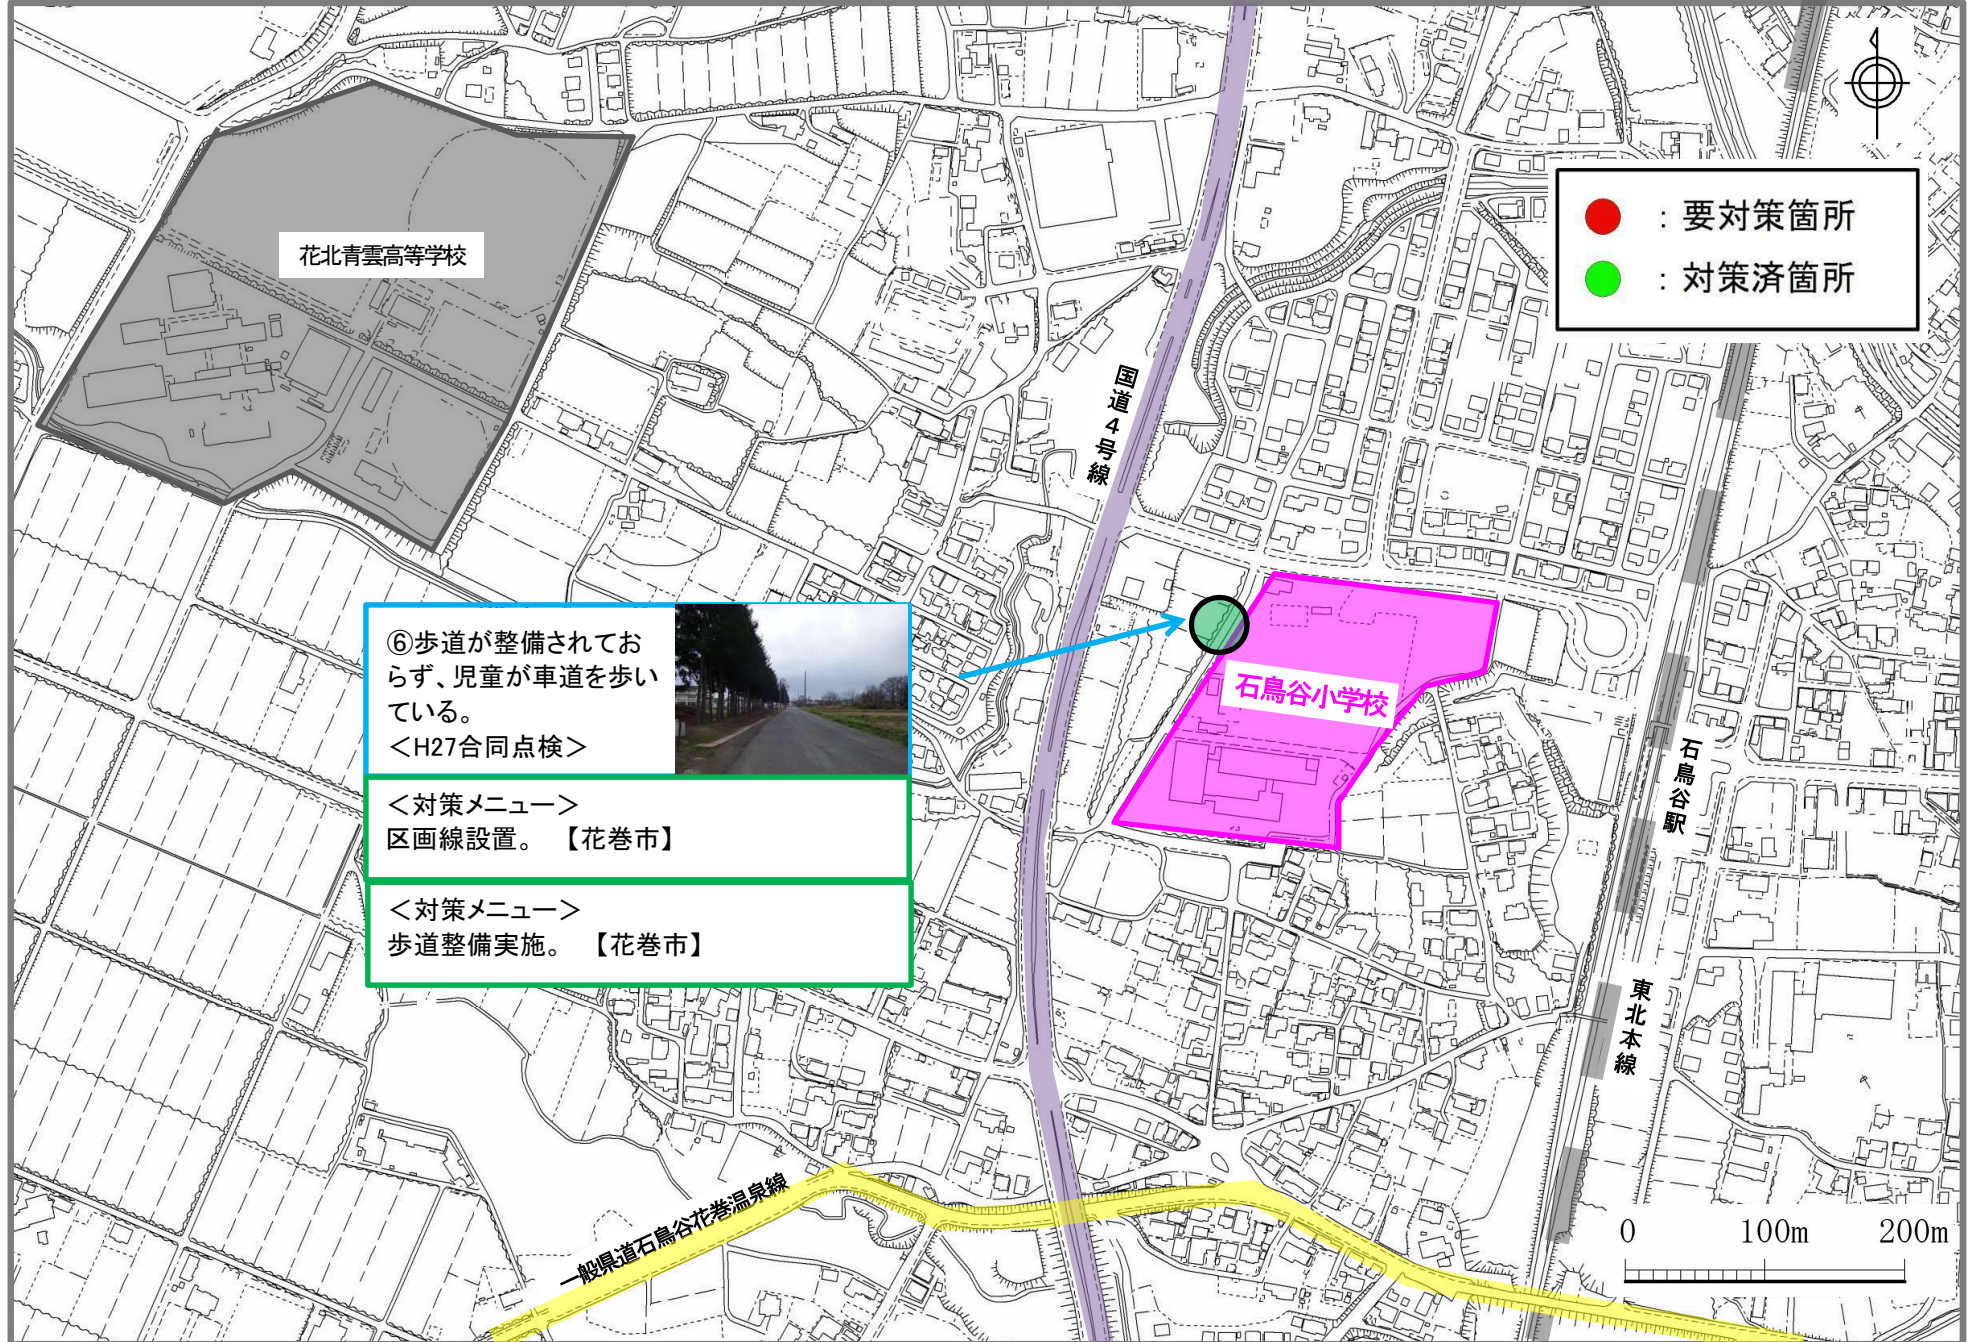 花北青雲高等学校
：要対策箇所
：対策済箇所
国道４号線
⑥歩道が整備されてお
らず、児童が車道を歩い
ている。
＜H27合同点検＞
石鳥谷小学校
＜対策メニュー＞
区画線設置。　【花巻市】
＜対策メニュー＞
歩道整備実施。　【花巻市】
石鳥谷駅
東北本線
一般県道石鳥谷花巻温泉線
0 100m 200m